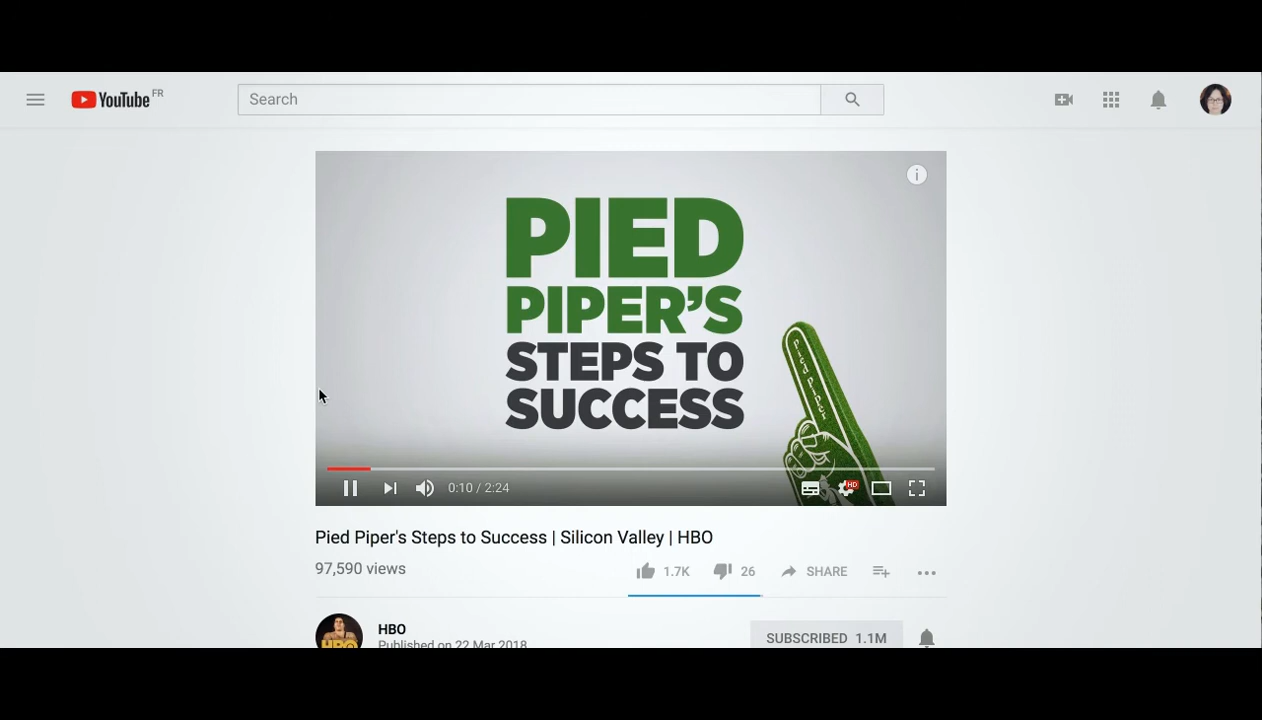 YouTube FR
Search
PIED
PIPER'S
STEPS TO
SUCCESS
pied piper
0:10 / 2:24
HD
Pied Piper's Steps to Success | Silicon Valley | HBO
97,590 views
1.7K
26
SHARE
HBO
HBO
Published on 22 Mar 2018
SUBSCRIBED 1.1M